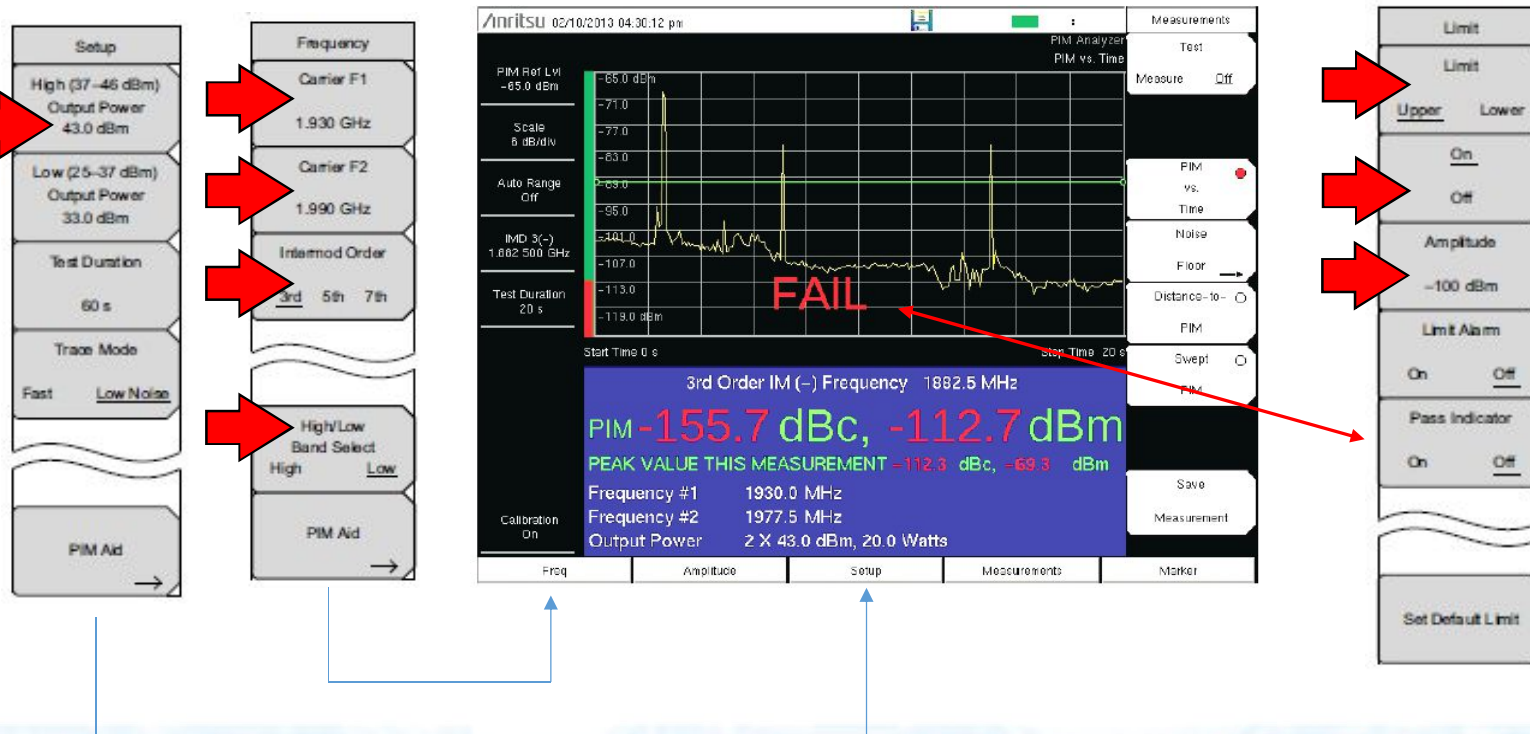 Setup
High (37–46 dBm)
Output Power
43.0 dBm
Low (25–37 dBm)
Output Power
33.0 dBm
Test Duration
60 s
Trace Mode
Fast Low Noise
PIM Aid
Frequency
Carrier F1
1.930 GHz
Carrier F2
1.990 GHz
Intermod Order
3rd 5th 7th
High/Low
Band Select
High Low
PIM Aid
Anritsu 02/10/2013 04:30:12 pm
PIM Analyzer
PIM vs. Time
PIM Ref Lvl
-65.0 dBm
Scale
6 dB/div
Auto Range
Off
IMD 3(-)
1.882 500 GHz
Test Duration
20 s
Calibration
On
-65.0 dBm
-71.0
-77.0
-83.0
-89.0
-95.0
-101.0
-107.0
-113.0
-119.0 dBm
FAIL
Start Time 0 s Stop Time 20 s
3rd Order IM (-) Frequency 1882.5 MHz
PIM -155.7 dBc, -112.7 dBm
PEAK VALUE THIS MEASUREMENT -112.3 dBc, -69.3 dBm
Frequency #1 1930.0 MHz
Frequency #2 1977.5 MHz
Output Power 2 X 43.0 dBm, 20.0 Watts
Freq Amplitude Setup Measurements Marker
Measurements
Test
Measure Off
PIM
vs.
Time
Noise
Floor
Distance-to-
PIM
Swept
PIM
Save
Measurement
Limit
Limit
Upper Lower
On
Off
Amplitude
–100 dBm
Limit Alarm
On Off
Pass Indicator
On Off
Set Default Limit